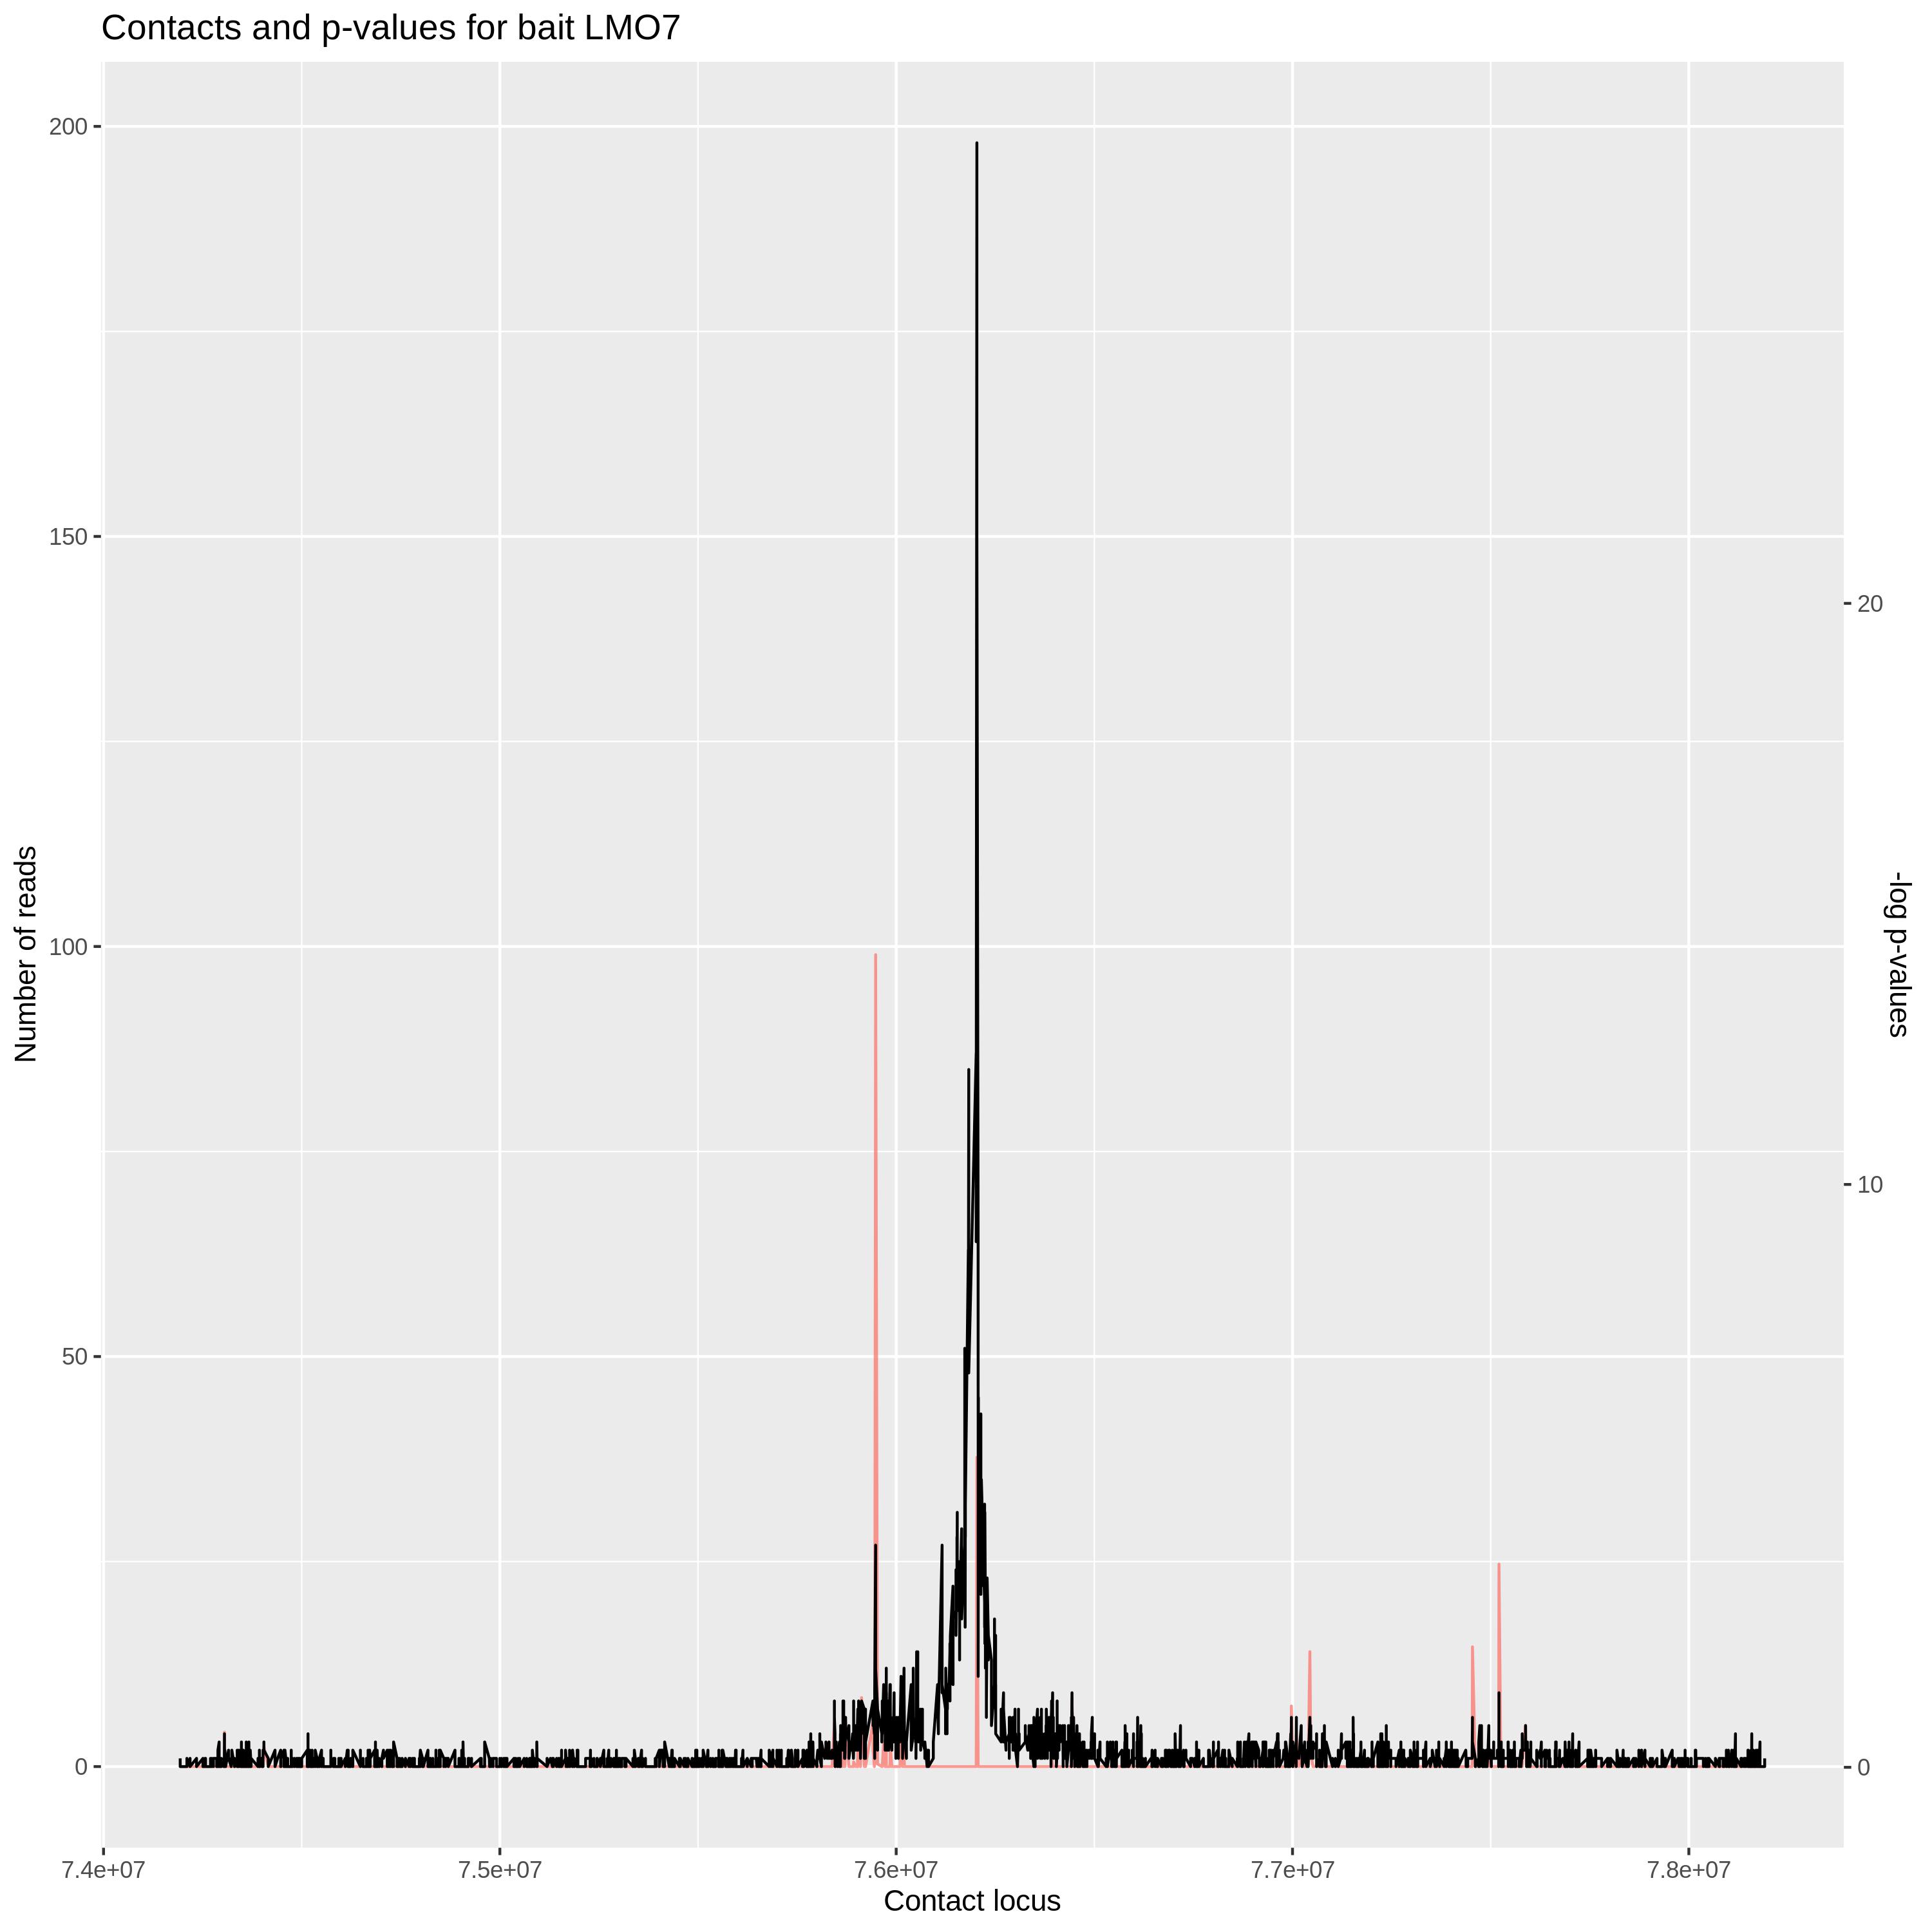 Contacts and p-values for bait LMO7
200
150
100
50
0
Number of reads
20
10
0
-log p-values
7.4e+07
7.5e+07
7.6e+07
7.7e+07
7.8e+07
Contact locus